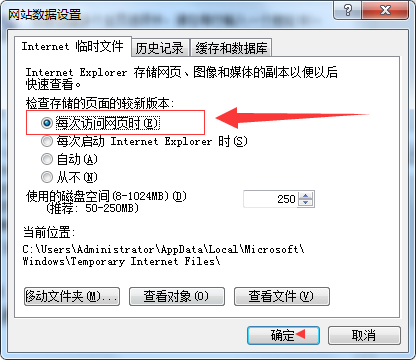 网站数据设置
Internet 临时文件 历史记录 缓存和数据库
Internet Explorer 存储网页、图像和媒体的副本以便以后
快速查看。
检查存储的页面的较新版本:
每次访问网页时(E)
每次启动 Internet Explorer 时(S)
自动(A)
从不(N)
使用的磁盘空间(8-1024MB)(D) 250
(推荐: 50-250MB)
当前位置:
C:\Users\Administrator\AppData\Local\Microsoft\
Windows\Temporary Internet Files\
移动文件夹(M)... 查看对象(O) 查看文件(V)
确定 取消